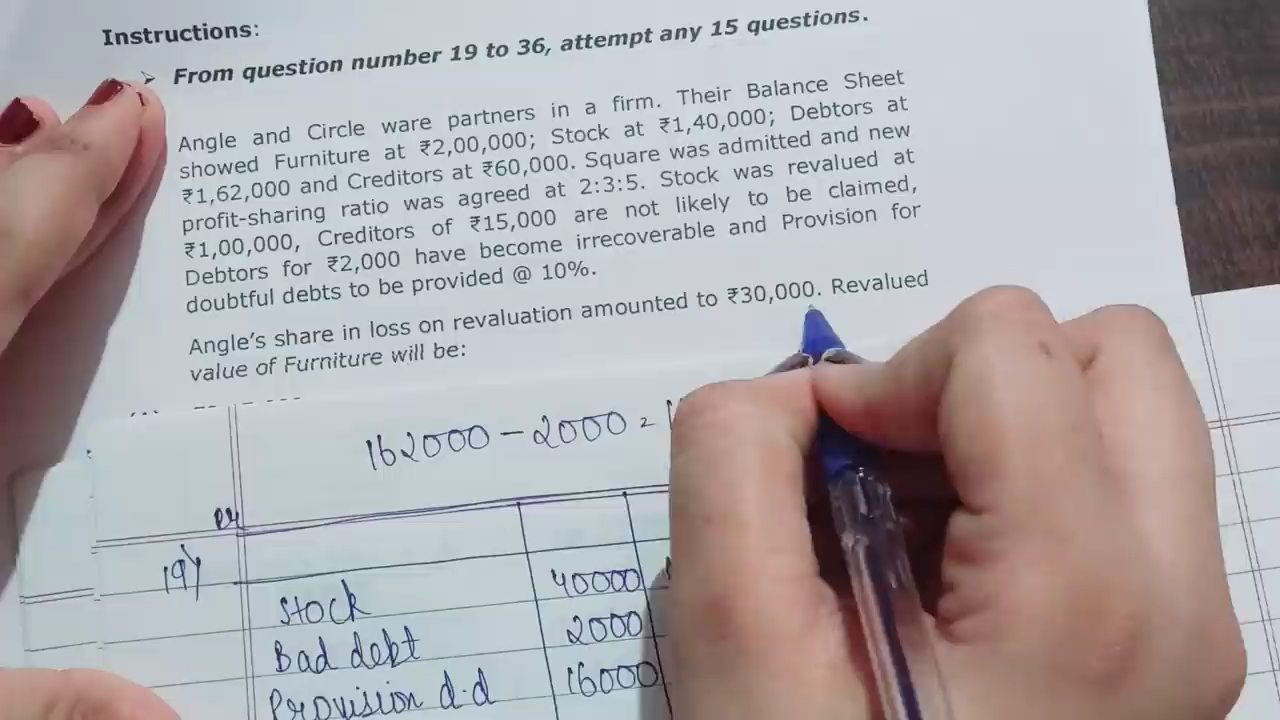 Instructions:
From question number 19 to 36, attempt any 15 questions.
Angle and Circle ware partners in a firm. Their Balance Sheet
showed Furniture at ₹2,00,000; Stock at ₹1,40,000; Debtors at
₹1,62,000 and Creditors at ₹60,000. Square was admitted and new
profit-sharing ratio was agreed at 2:3:5. Stock was revalued at
₹1,00,000, Creditors of ₹15,000 are not likely to be claimed,
Debtors for ₹2,000 have become irrecoverable and Provision for
doubtful debts to be provided @ 10%.
Angle's share in loss on revaluation amounted to ₹30,000. Revalued
value of Furniture will be:
162000 - 2000 =
19)
Stock 40000
Bad debt 2000
Provision d.d 16000